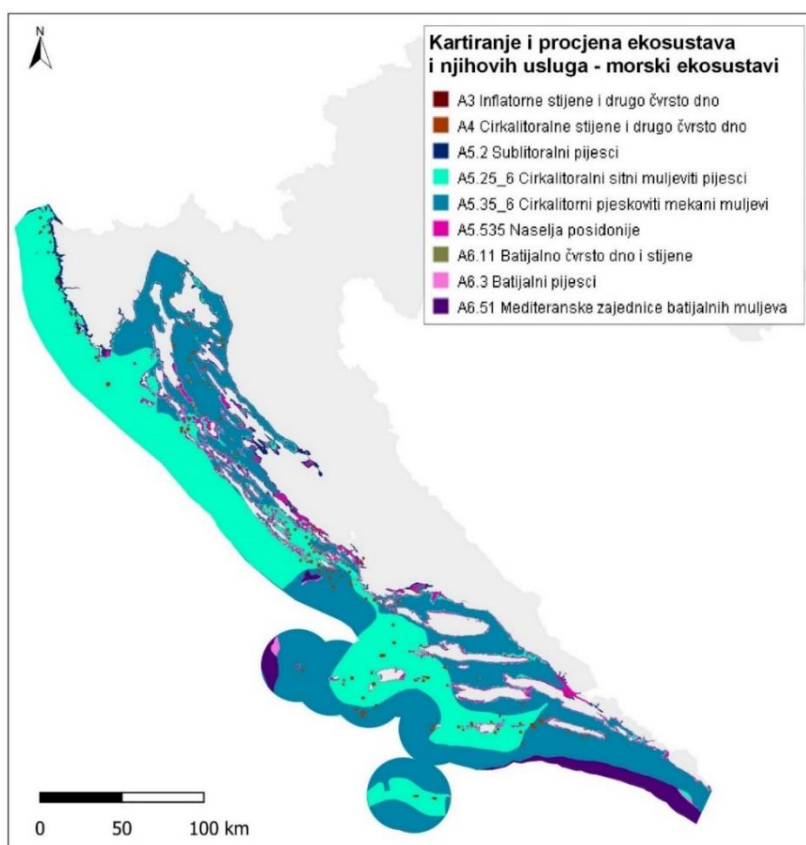 N
Kartiranje i procjena ekosustava
i njihovih usluga - morski ekosustavi
A3 Inflatorne stijene i drugo čvrsto dno
A4 Cirkalitoralne stijene i drugo čvrsto dno
A5.2 Sublitoralni pijesci
A5.25_6 Cirkalitoralni sitni muljeviti pijesci
A5.35_6 Cirkalitorni pjeskoviti mekani muljevi
A5.535 Naselja posidonije
A6.11 Batijalno čvrsto dno i stijene
A6.3 Batijalni pijesci
A6.51 Mediteranske zajednice batijalnih muljeva
0 50 100 km